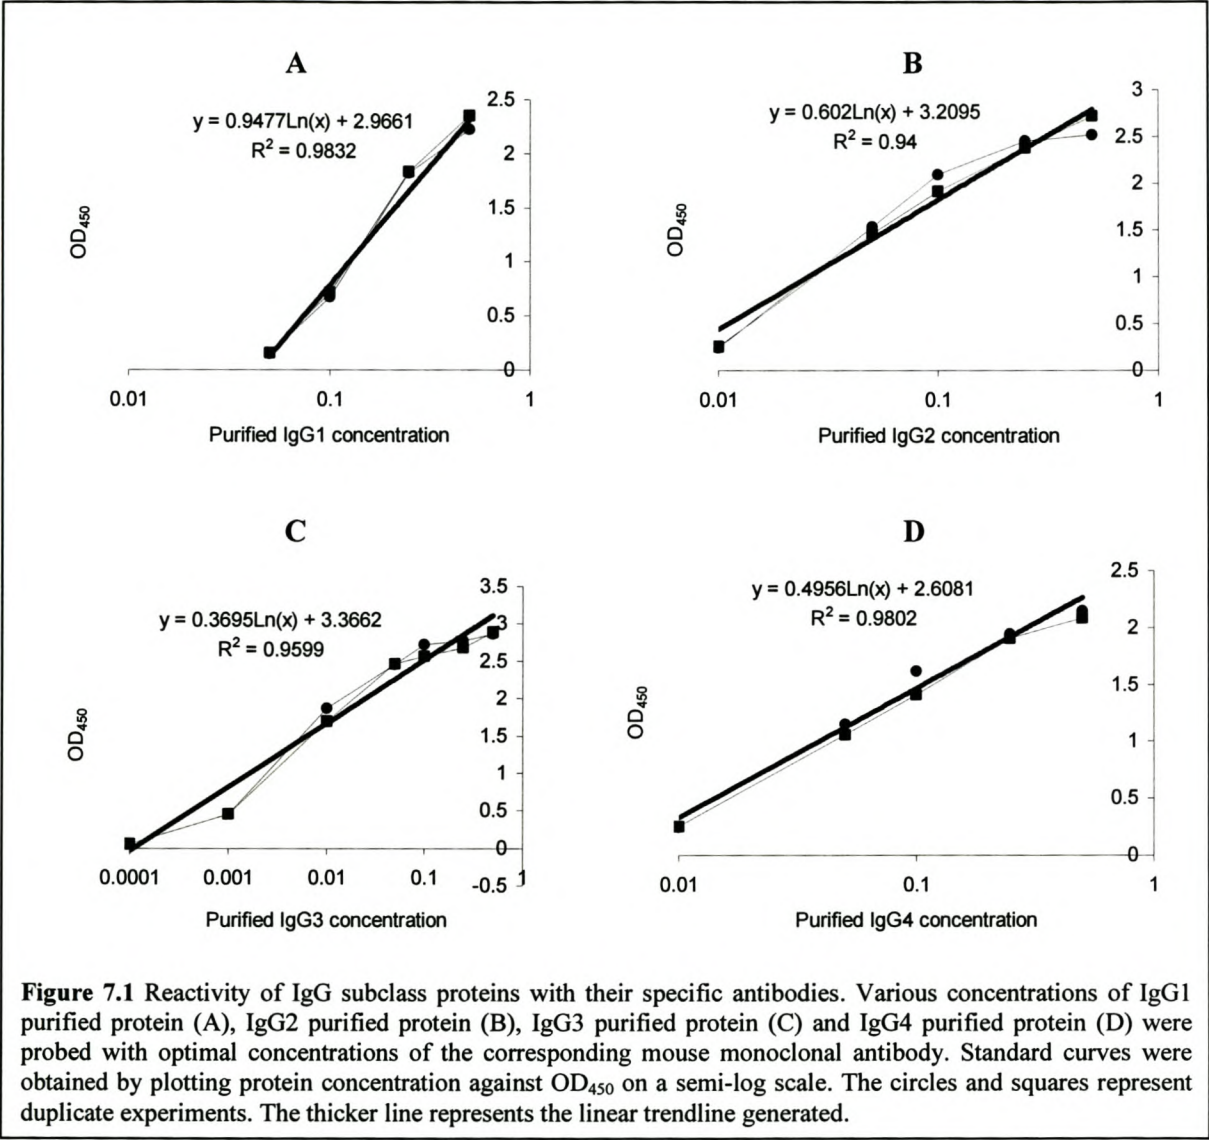 A
y = 0.9477Ln(x) + 2.9661
R² = 0.9832
OD₄₅₀
2.5
2
1.5
1
0.5
0
0.01 0.1 1
Purified IgG1 concentration
B
y = 0.602Ln(x) + 3.2095
R² = 0.94
OD₄₅₀
3
2.5
2
1.5
1
0.5
0
0.01 0.1 1
Purified IgG2 concentration
C
y = 0.3695Ln(x) + 3.3662
R² = 0.9599
OD₄₅₀
3.5
3
2.5
2
1.5
1
0.5
0
-0.5
0.0001 0.001 0.01 0.1 1
Purified IgG3 concentration
D
y = 0.4956Ln(x) + 2.6081
R² = 0.9802
OD₄₅₀
2.5
2
1.5
1
0.5
0
0.01 0.1 1
Purified IgG4 concentration
Figure 7.1 Reactivity of IgG subclass proteins with their specific antibodies. Various concentrations of IgG1
purified protein (A), IgG2 purified protein (B), IgG3 purified protein (C) and IgG4 purified protein (D) were
probed with optimal concentrations of the corresponding mouse monoclonal antibody. Standard curves were
obtained by plotting protein concentration against OD₄₅₀ on a semi-log scale. The circles and squares represent
duplicate experiments. The thicker line represents the linear trendline generated.